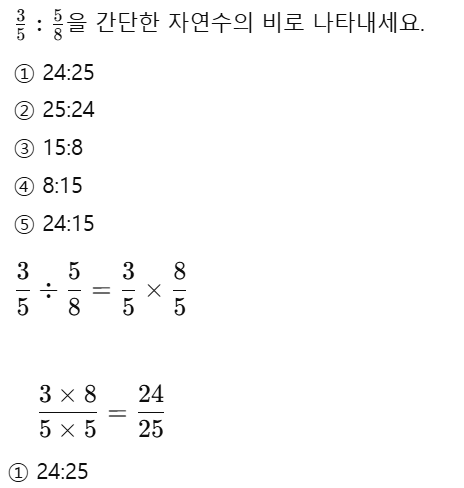 3/5 : 5/8을 간단한 자연수의 비로 나타내세요.
① 24:25
② 25:24
③ 15:8
④ 8:15
⑤ 24:15
3/5 ÷ 5/8 = 3/5 × 8/5
3 × 8 / 5 × 5 = 24/25
① 24:25